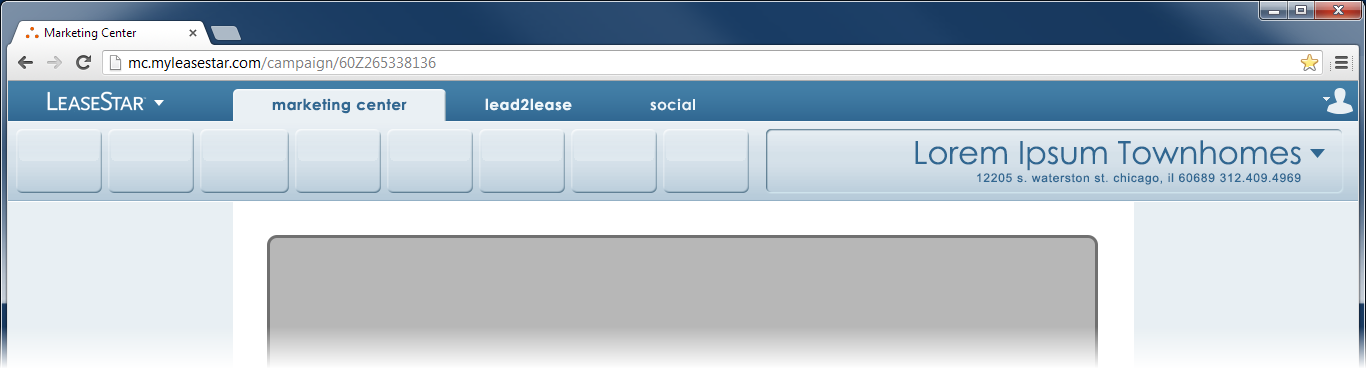 Marketing Center
mc.myleasestar.com/campaign/60Z265338136
LEASESTAR
marketing center
lead2lease
social
Lorem Ipsum Townhomes
12205 s. waterston st. chicago, il 60689 312.409.4969